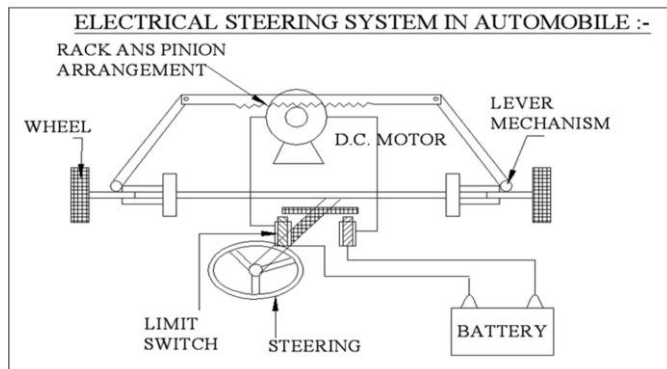 ELECTRICAL STEERING SYSTEM IN AUTOMOBILE :-
RACK ANS PINION
ARRANGEMENT
WHEEL
D.C. MOTOR
LEVER
MECHANISM
LIMIT
SWITCH
STEERING
BATTERY